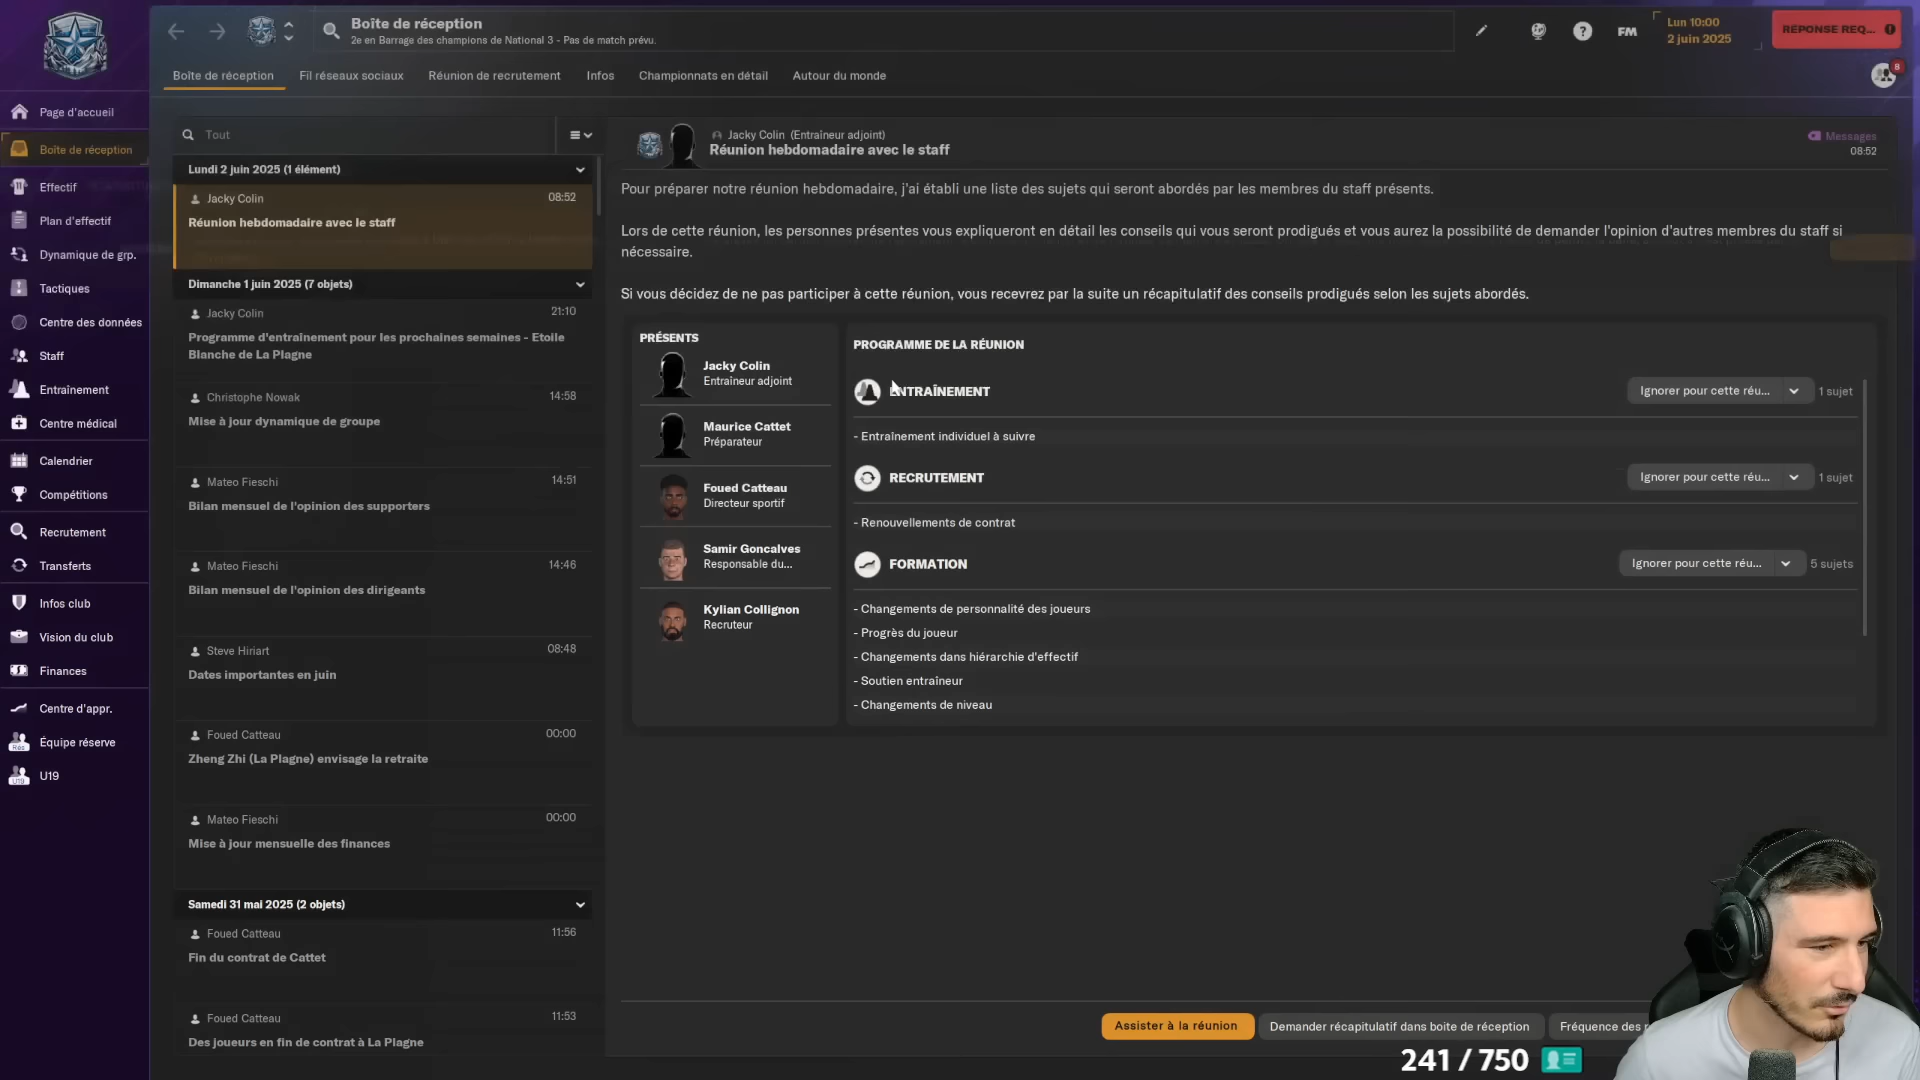 Boîte de réception
2e en Barrage des champions de National 3 - Pas de match prévu.
FM
Lun 10:00
2 juin 2025
REPONSE REQ...
Boîte de réception
Fil réseaux sociaux
Réunion de recrutement
Infos
Championnats en détail
Autour du monde
8
Page d'accueil
Boîte de réception
Effectif
Plan d'effectif
Dynamique de grp.
Tactiques
Centre des données
Staff
Entraînement
Centre médical
Calendrier
Compétitions
Recrutement
Transferts
Infos club
Vision du club
Finances
Centre d'appr.
Équipe réserve
U19
Tout
Lundi 2 juin 2025 (1 élément)
Jacky Colin 08:52
Réunion hebdomadaire avec le staff
Dimanche 1 juin 2025 (7 objets)
Jacky Colin 21:10
Programme d'entraînement pour les prochaines semaines - Etoile
Blanche de La Plagne
Christophe Nowak 14:58
Mise à jour dynamique de groupe
Mateo Fieschi 14:51
Bilan mensuel de l'opinion des supporters
Mateo Fieschi 14:46
Bilan mensuel de l'opinion des dirigeants
Steve Hiriart 08:48
Dates importantes en juin
Foued Catteau 00:00
Zheng Zhi (La Plagne) envisage la retraite
Mateo Fieschi 00:00
Mise à jour mensuelle des finances
Samedi 31 mai 2025 (2 objets)
Foued Catteau 11:56
Fin du contrat de Cattet
Foued Catteau 11:53
Des joueurs en fin de contrat à La Plagne
Jacky Colin (Entraîneur adjoint)
Réunion hebdomadaire avec le staff
Messages
08:52
Pour préparer notre réunion hebdomadaire, j'ai établi une liste des sujets qui seront abordés par les membres du staff présents.
Lors de cette réunion, les personnes présentes vous expliqueront en détail les conseils qui vous seront prodigués et vous aurez la possibilité de demander l'opinion d'autres membres du staff si
nécessaire.
Si vous décidez de ne pas participer à cette réunion, vous recevrez par la suite un récapitulatif des conseils prodigués selon les sujets abordés.
PRÉSENTS
Jacky Colin
Entraîneur adjoint
Maurice Cattet
Préparateur
Foued Catteau
Directeur sportif
Samir Goncalves
Responsable du...
Kylian Collignon
Recruteur
PROGRAMME DE LA RÉUNION
ENTRAÎNEMENT
Ignorer pour cette réu...
1 sujet
- Entraînement individuel à suivre
RECRUTEMENT
Ignorer pour cette réu...
1 sujet
- Renouvellements de contrat
FORMATION
Ignorer pour cette réu...
5 sujets
- Changements de personnalité des joueurs
- Progrès du joueur
- Changements dans hiérarchie d'effectif
- Soutien entraîneur
- Changements de niveau
Assister à la réunion
Demander récapitulatif dans boite de réception
Fréquence des
241 / 750